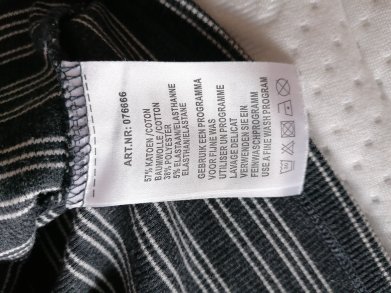 ART.NR: 076666
57% KATOEN /COTON
BAUMWOLLE/COTTON
38% POLYESTER
5% ELASTAAN/ELASTHANNE
ELASTHAN/ELASTANE
GEBRUIK EEN PROGRAMMA
VOOR FIJNE WAS
UTILISER UN PROGRAMME
LAVAGE DELICAT
VERWENDEN SIE EIN
FEINWASCHPROGRAMM
USE A FINE WASH PROGRAM